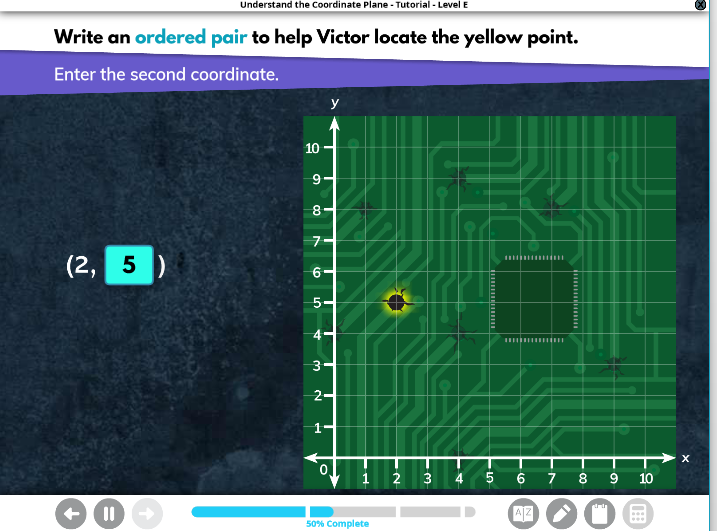 Understand the Coordinate Plane - Tutorial - Level E
X
Write an ordered pair to help Victor locate the yellow point.
Enter the second coordinate.
y
10
9
8
7
6
(2, 5)
5
4
3
2
1
0
1 2 3 4 5 6 7 8 9 10
x
A Z
50% Complete